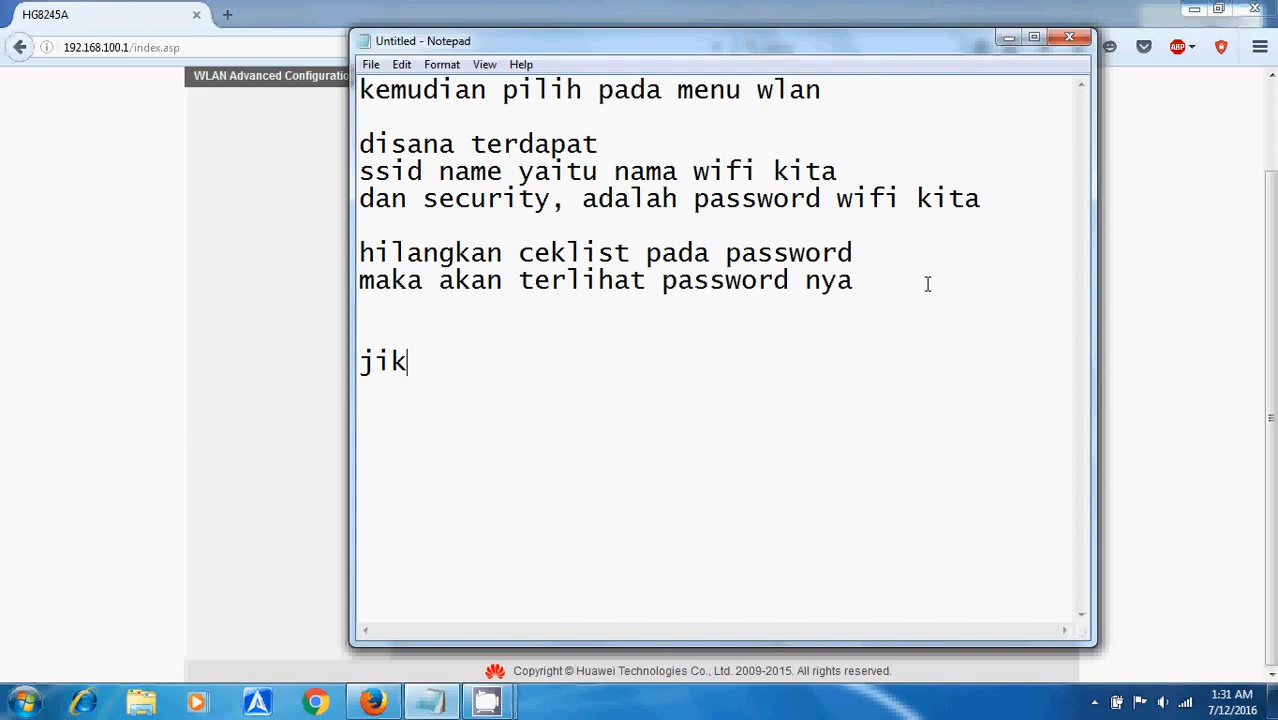 HG8245A
192.168.100.1/index.asp
ABP
WLAN Advanced Configuratio
Untitled - Notepad
File Edit Format View Help
kemudian pilih pada menu wlan
disana terdapat
ssid name yaitu nama wifi kita
dan security, adalah password wifi kita
hilangkan ceklist pada password
maka akan terlihat password nya
jik
Copyright © Huawei Technologies Co., Ltd. 2009-2015. All rights reserved.
1:31 AM
7/12/2016